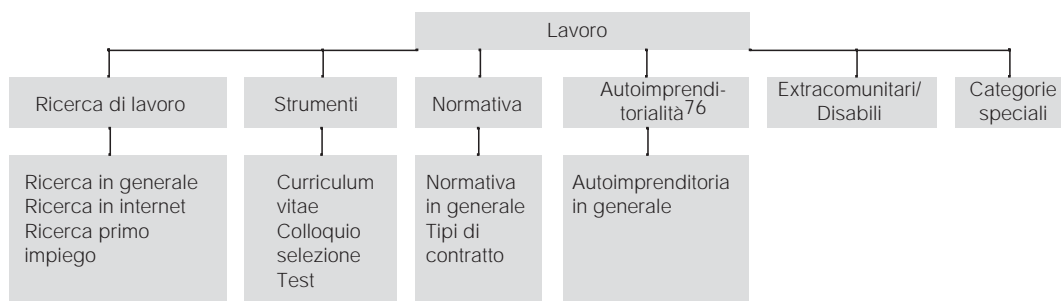 Lavoro
Ricerca di lavoro
Strumenti
Normativa
Autoimprendi-
torialità76
Extracomunitari/
Disabili
Categorie
speciali
Ricerca in generale
Ricerca in internet
Ricerca primo
impiego
Curriculum
vitae
Colloquio
selezione
Test
Normativa
in generale
Tipi di
contratto
Autoimprenditoria
in generale